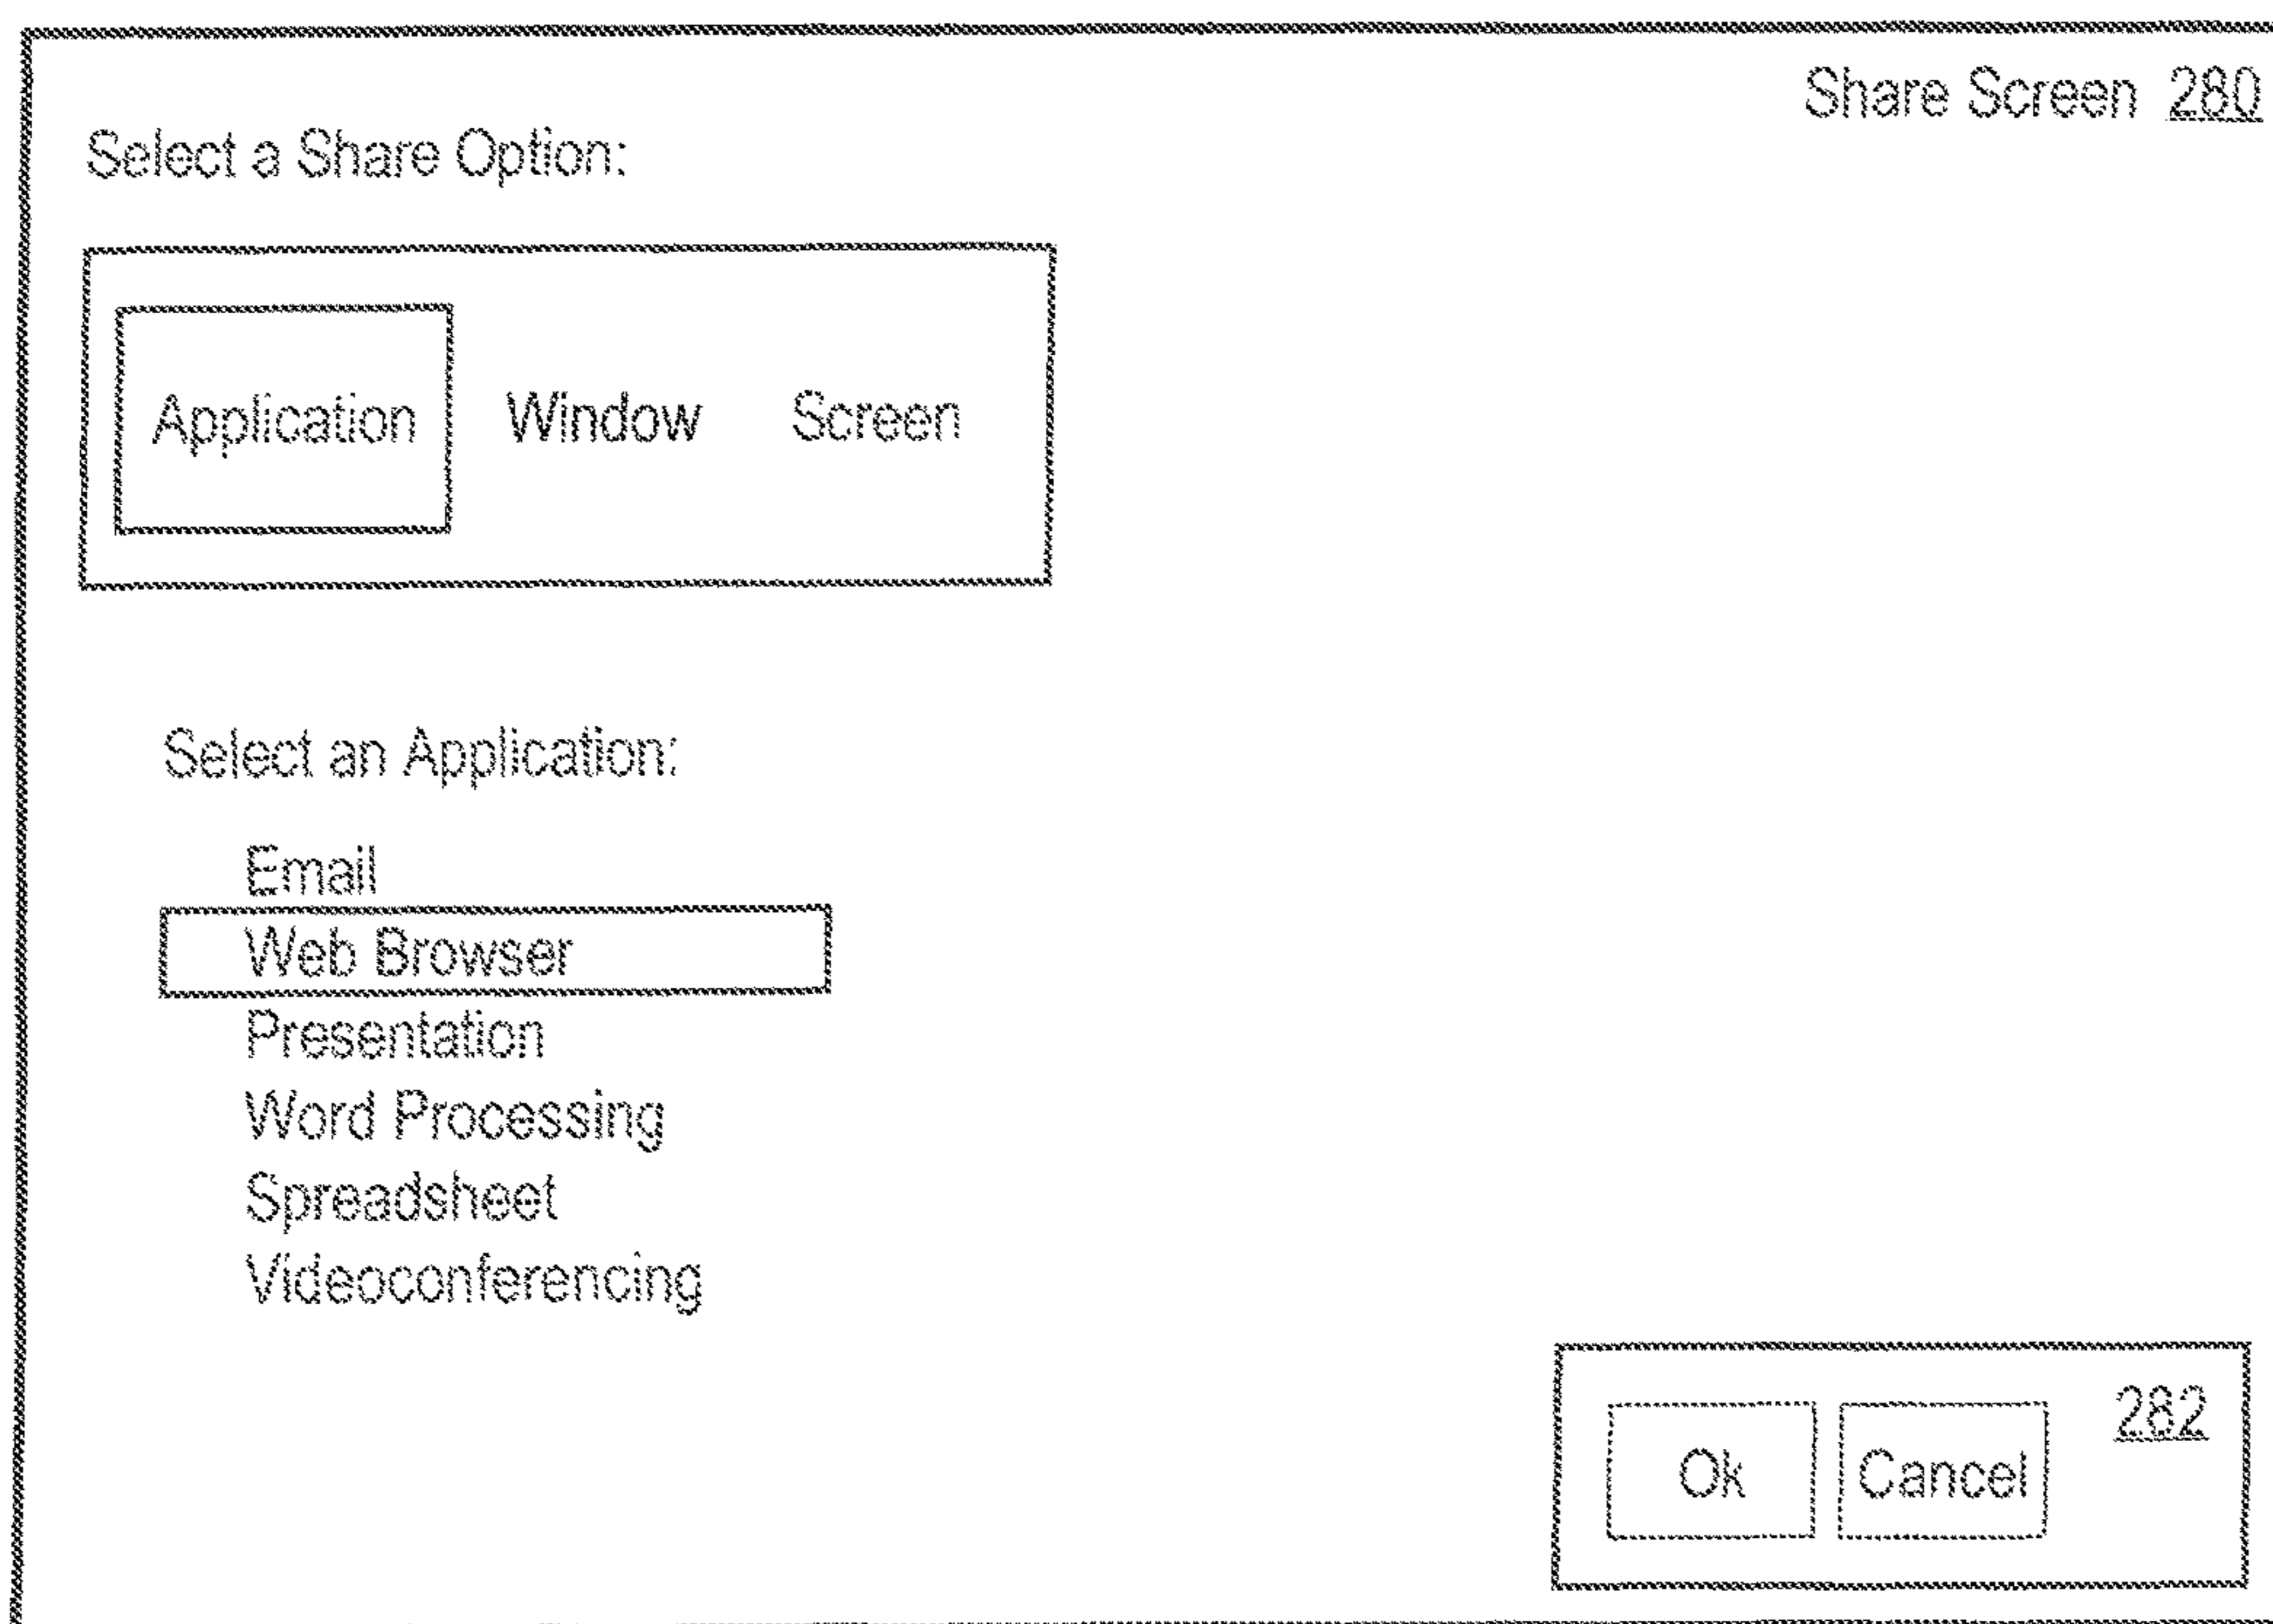 Share Screen 280
Select a Share Option:
Application Window Screen
Select an Application:
Email
Web Browser
Presentation
Word Processing
Spreadsheet
Videoconferencing
282
Ok Cancel